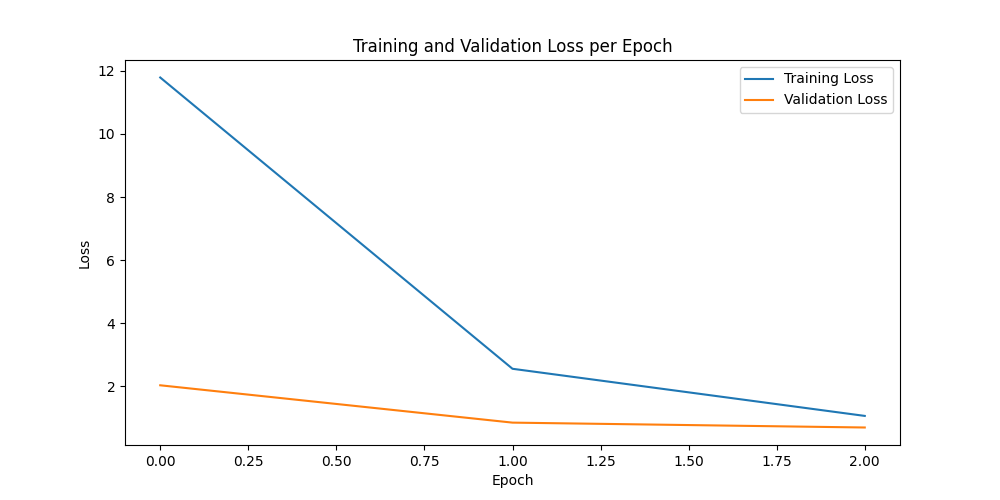 Training and Validation Loss per Epoch
Training Loss
Validation Loss
12
10
8
6
4
2
Loss
0.00 0.25 0.50 0.75 1.00 1.25 1.50 1.75 2.00
Epoch